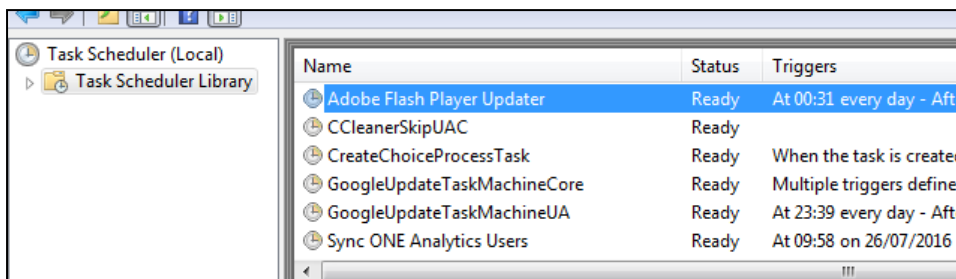 Task Scheduler (Local)
Task Scheduler Library
Name Status Triggers
Adobe Flash Player Updater Ready At 00:31 every day - Aft
CCleanerSkipUAC Ready
CreateChoiceProcessTask Ready When the task is created
GoogleUpdateTaskMachineCore Ready Multiple triggers define
GoogleUpdateTaskMachineUA Ready At 23:39 every day - Aft
Sync ONE Analytics Users Ready At 09:58 on 26/07/2016